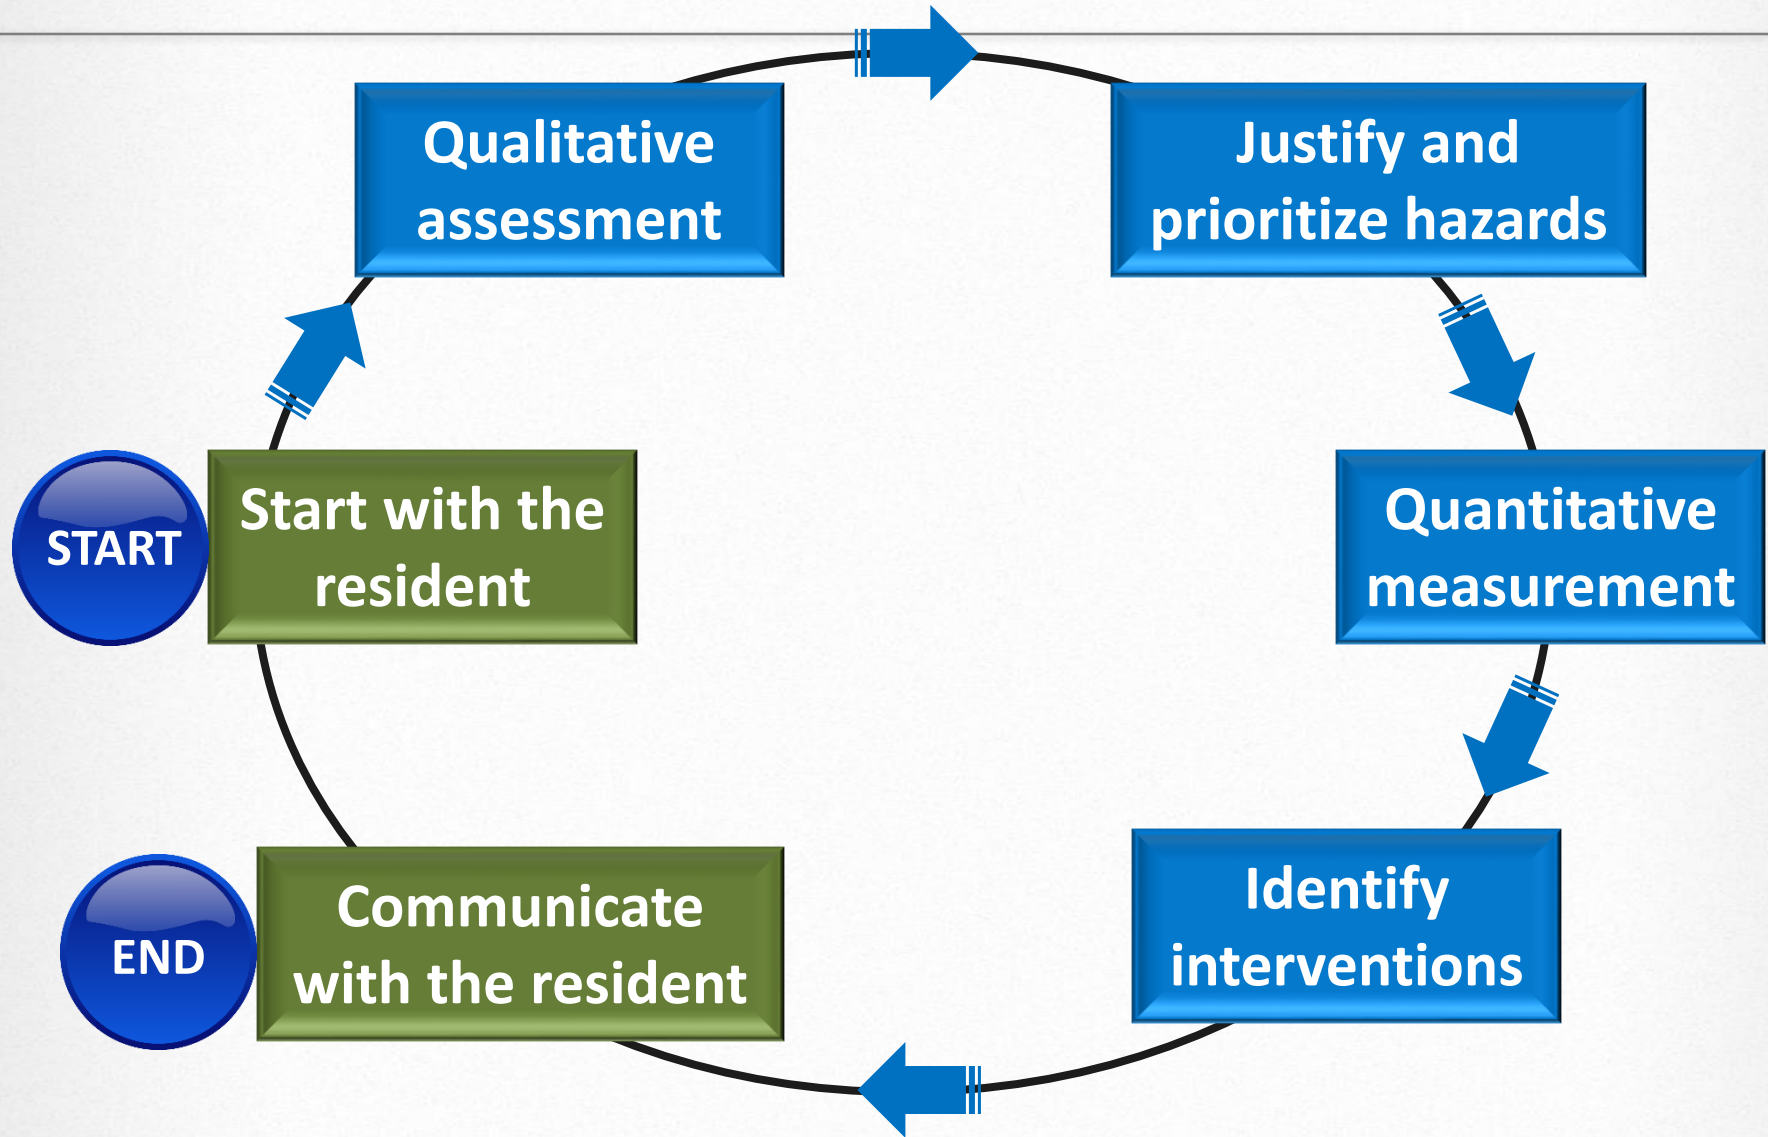 START
Start with the
resident
Qualitative
assessment
Justify and
prioritize hazards
Quantitative
measurement
Identify
interventions
Communicate
with the resident
END